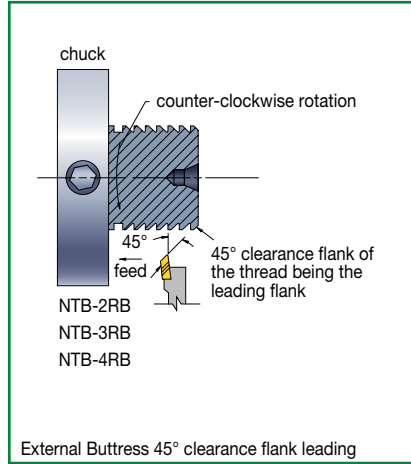 chuck
counter-clockwise rotation
45°
feed
45° clearance flank of
the thread being the
leading flank
NTB-2RB
NTB-3RB
NTB-4RB
External Buttress 45° clearance flank leading